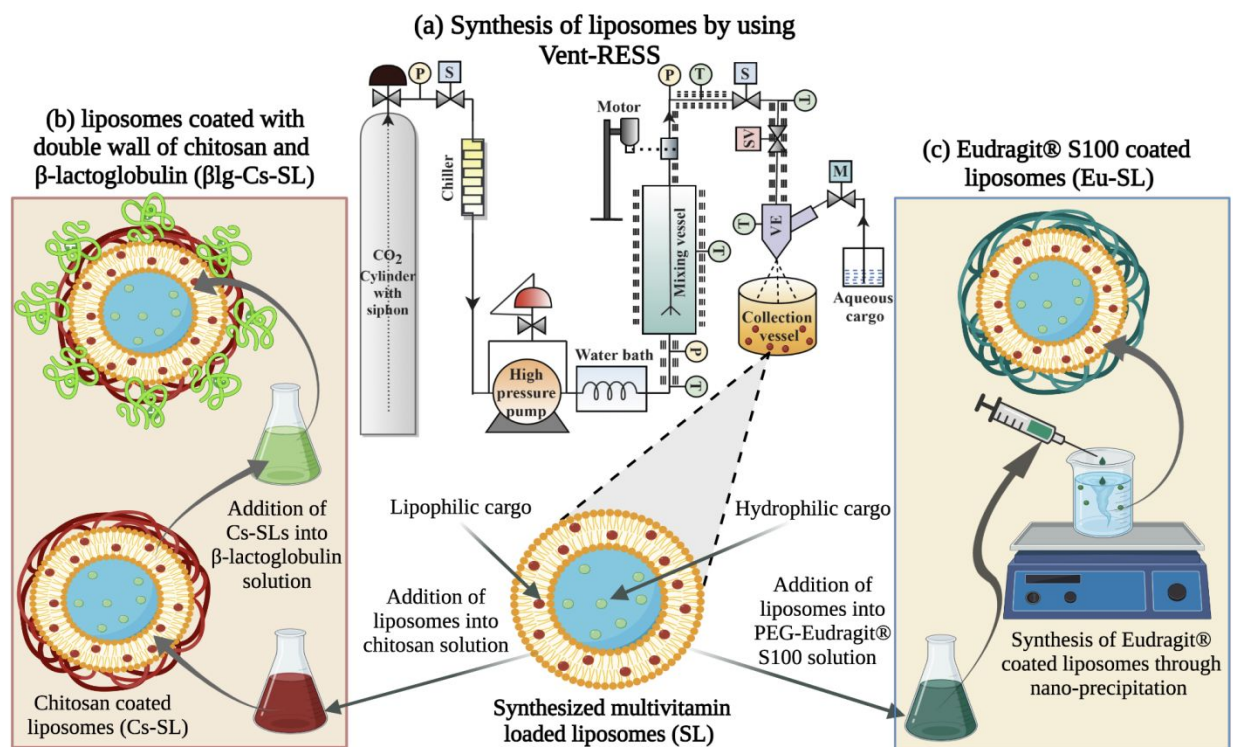 (a) Synthesis of liposomes by using
Vent-RESS
P
S
P
T
S
T
Motor
SV
M
Chiller
T
VE
CO2
Cylinder
with
siphon
Mixing vessel
T
Aqueous
cargo
Collection
vessel
Water bath
P
High
pressure
pump
T
(b) liposomes coated with
double wall of chitosan and
β-lactoglobulin (βlg-Cs-SL)
Addition of
Cs-SLs into
β-lactoglobulin
solution
Chitosan coated
liposomes (Cs-SL)
Lipophilic cargo
Hydrophilic cargo
Addition of
liposomes into
chitosan solution
Addition of
liposomes into
PEG-Eudragit®
S100 solution
Synthesized multivitamin
loaded liposomes (SL)
(c) Eudragit® S100 coated
liposomes (Eu-SL)
Synthesis of Eudragit®
coated liposomes through
nano-precipitation